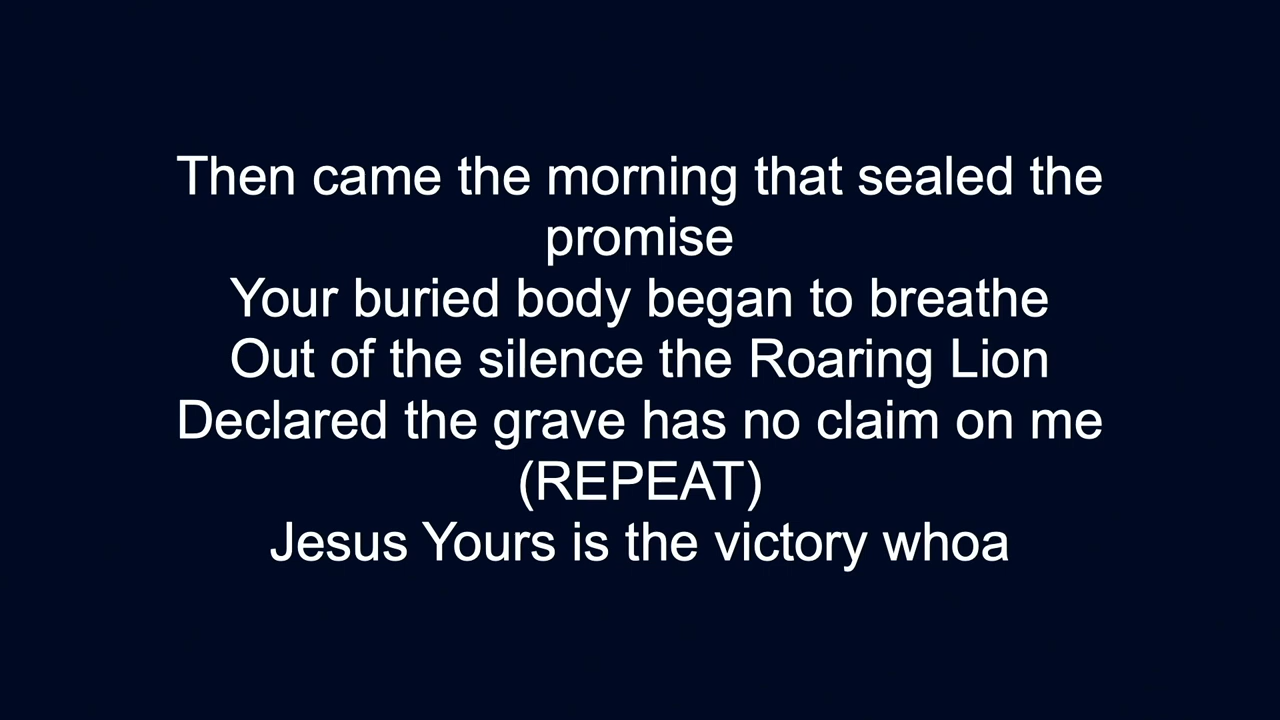 Then came the morning that sealed the
promise
Your buried body began to breathe
Out of the silence the Roaring Lion
Declared the grave has no claim on me
(REPEAT)
Jesus Yours is the victory whoa